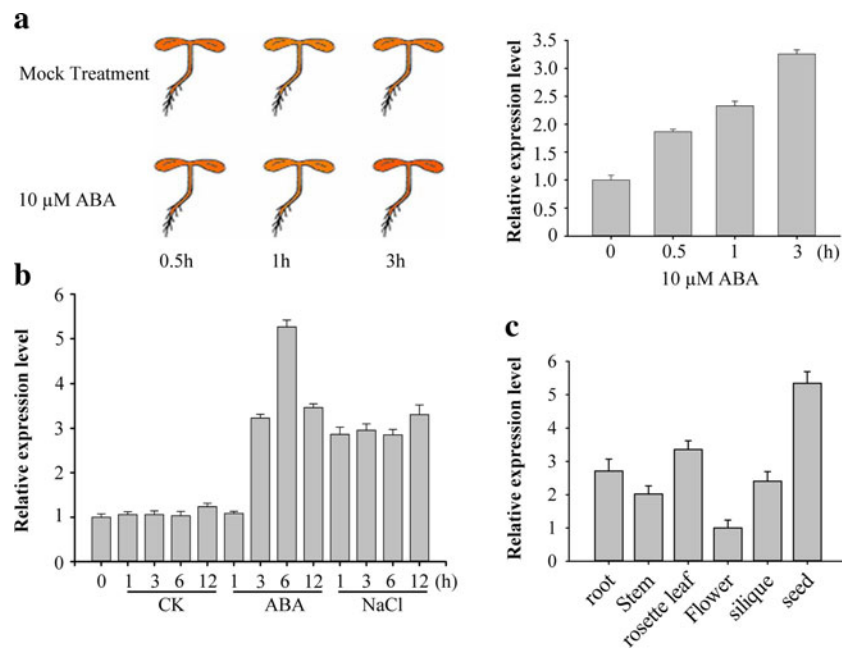 a
Mock Treatment
10 µM ABA
0.5h 1h 3h
Relative expression level
3.5
3.0
2.5
2.0
1.5
1.0
0.5
0.0
0 0.5 1 3 (h)
10 µM ABA
b
Relative expression level
6
5
4
3
2
1
0
0 1 3 6 12 1 3 6 12 1 3 6 12 (h)
CK ABA NaCl
c
Relative expression level
6
5
4
3
2
1
0
root
Stem
rosette leaf
Flower
silique
seed